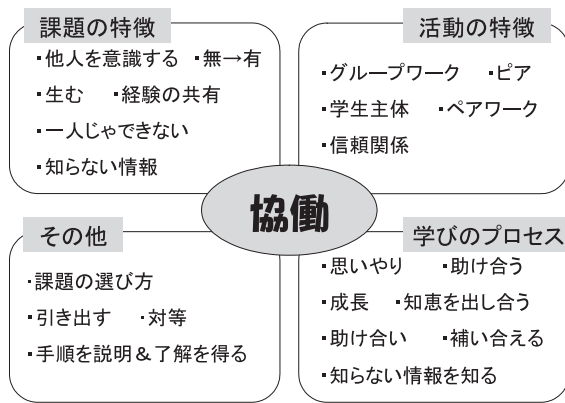 課題の特徴
・他人を意識する ・無→有
・生む ・経験の共有
・一人じゃできない
・知らない情報
活動の特徴
・グループワーク ・ピア
・学生主体 ・ペアワーク
・信頼関係
協働
その他
・課題の選び方
・引き出す ・対等
・手順を説明&了解を得る
学びのプロセス
・思いやり ・助け合う
・成長 ・知恵を出し合う
・助け合い ・補い合える
・知らない情報を知る